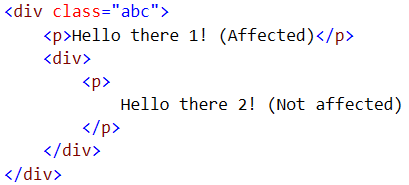 <div class="abc">
    <p>Hello there 1! (Affected)</p>
    <div>
        <p>
            Hello there 2! (Not affected)
        </p>
    </div>
</div>